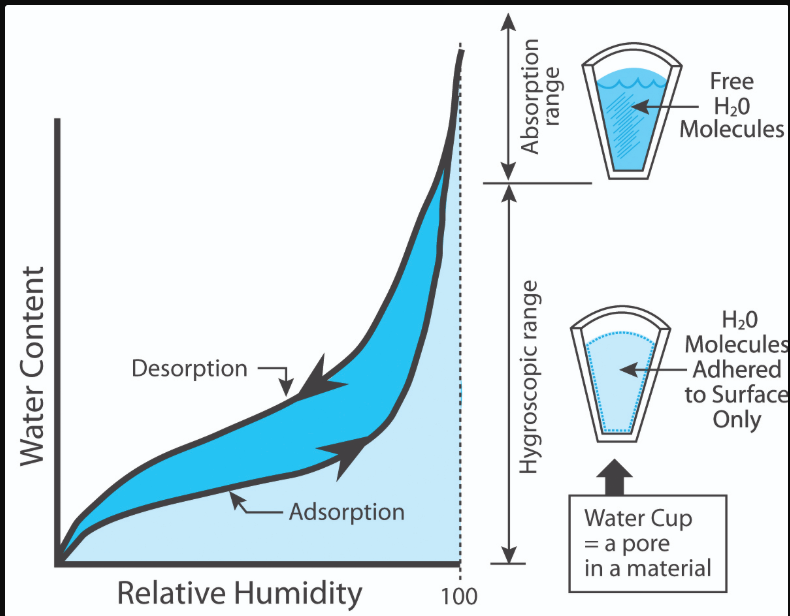 Water Content
Relative Humidity
100
Desorption
Adsorption
Absorption
range
Hygroscopic range
Free
H₂0
Molecules
H₂0
Molecules
Adhered
to Surface
Only
Water Cup
= a pore
in a material